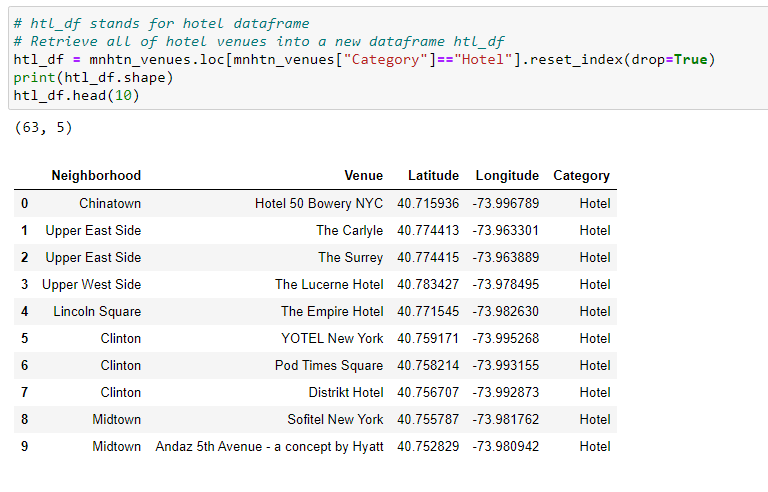 # htl_df stands for hotel dataframe
# Retrieve all of hotel venues into a new dataframe htl_df
htl_df = mnhtn_venues.loc[mnhtn_venues["Category"]=="Hotel"].reset_index(drop=True)
print(htl_df.shape)
htl_df.head(10)
(63, 5)
Neighborhood Venue Latitude Longitude Category
0 Chinatown Hotel 50 Bowery NYC 40.715936 -73.996789 Hotel
1 Upper East Side The Carlyle 40.774413 -73.963301 Hotel
2 Upper East Side The Surrey 40.774415 -73.963889 Hotel
3 Upper West Side The Lucerne Hotel 40.783427 -73.978495 Hotel
4 Lincoln Square The Empire Hotel 40.771545 -73.982630 Hotel
5 Clinton YOTEL New York 40.759171 -73.995268 Hotel
6 Clinton Pod Times Square 40.758214 -73.993155 Hotel
7 Clinton Distrikt Hotel 40.756707 -73.992873 Hotel
8 Midtown Sofitel New York 40.755787 -73.981762 Hotel
9 Midtown Andaz 5th Avenue - a concept by Hyatt 40.752829 -73.980942 Hotel